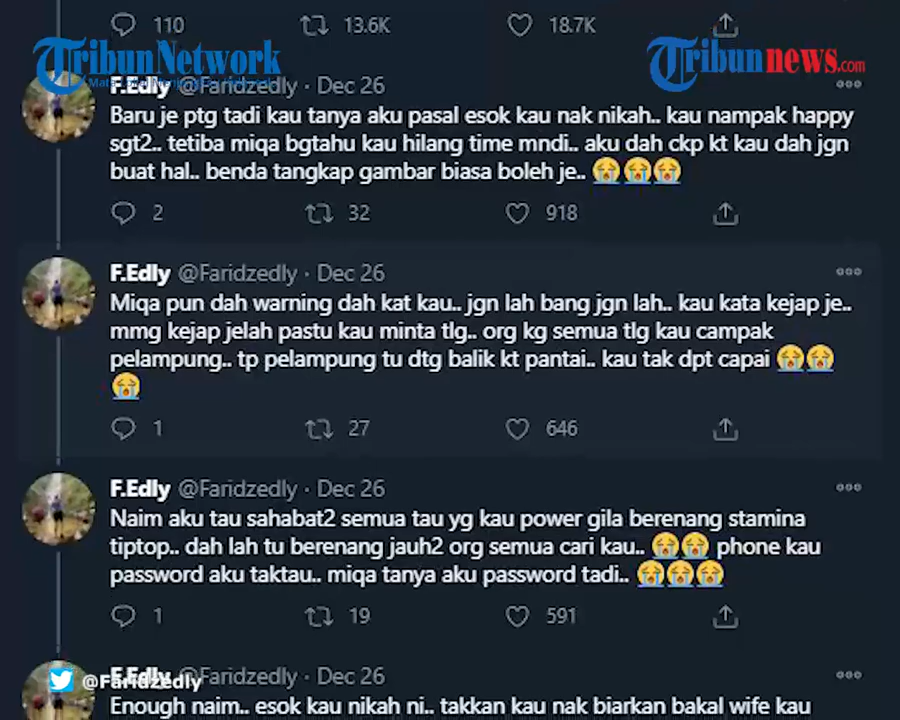 110 13.6K 18.7K
TribunNetwork
Tribunnews.com
F.Edly @Faridzedly · Dec 26
Baru je ptg tadi kau tanya aku pasal esok kau nak nikah.. kau nampak happy
sgt2.. tetiba miqa bgtahu kau hilang time mndi.. aku dah ckp kt kau dah jgn
buat hal.. benda tangkap gambar biasa boleh je.. 😭😭😭
2 32 918
F.Edly @Faridzedly · Dec 26
Miqa pun dah warning dah kat kau.. jgn lah bang jgn lah.. kau kata kejap je..
mmg kejap jelah pastu kau minta tlg.. org kg semua tlg kau campak
pelampung.. tp pelampung tu dtg balik kt pantai.. kau tak dpt capai 😭😭
😭
1 27 646
F.Edly @Faridzedly · Dec 26
Naim aku tau sahabat2 semua tau yg kau power gila berenang stamina
tiptop.. dah lah tu berenang jauh2 org semua cari kau.. 😭😭 phone kau
password aku taktau.. miqa tanya aku password tadi.. 😭😭😭
1 19 591
F.Edly @Faridzedly · Dec 26
@Faridzedly
Enough naim.. esok kau nikah ni.. takkan kau nak biarkan bakal wife kau